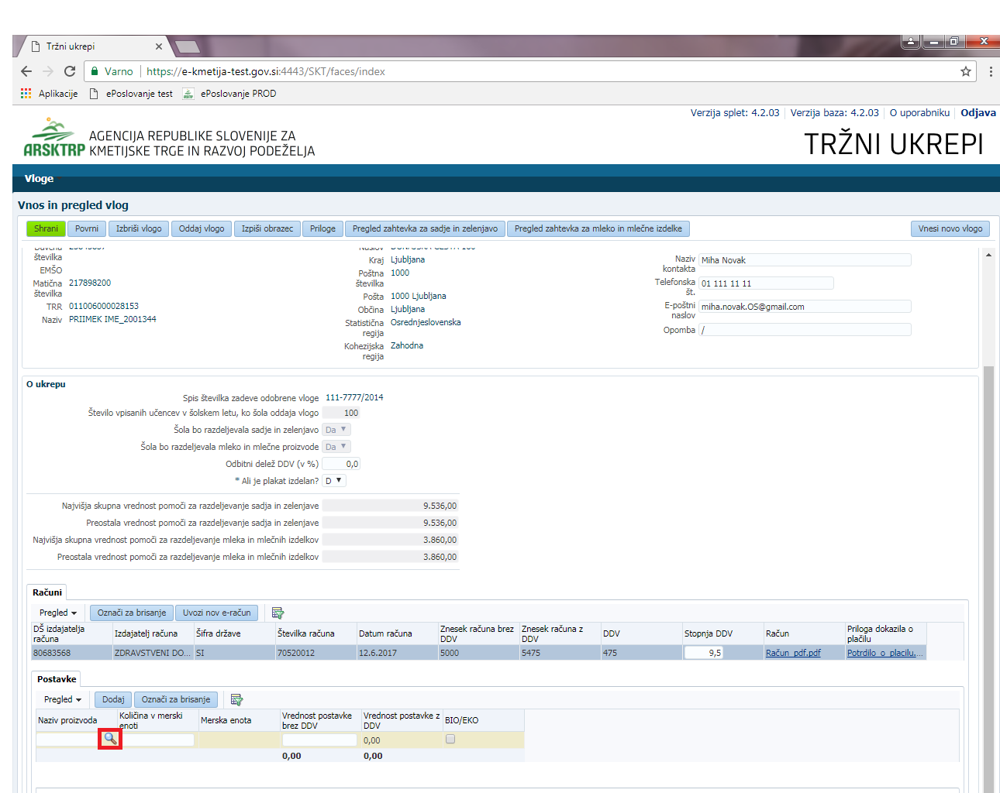 Tržni ukrepi
Varno | https://e-kmetija-test.gov.si:4443/SKT/faces/index
Aplikacije ePoslovanje test ePoslovanje PROD
Verzija splet: 4.2.03 Verzija baza: 4.2.03 O uporabniku Odjava
ARSKTRP
AGENCIJA REPUBLIKE SLOVENIJE ZA
KMETIJSKE TRGE IN RAZVOJ PODEŽELJA
TRŽNI UKREPI
Vloge
Vnos in pregled vlog
Shrani Povrni Izbriši vlogo Oddaj vlogo Izpiši obrazec Priloge Pregled zahtevka za sadje in zelenjavo Pregled zahtevka za mleko in mlečne izdelke Vnesi novo vlogo
številka
EMŠO
Matična številka 217898200
TRR 011006000028153
Naziv PRIIMEK IME_2001344
Kraj Ljubljana
Poštna številka 1000
Pošta 1000 Ljubljana
Občina Ljubljana
Statistična regija Osrednjeslovenska
Kohezijska regija Zahodna
Naziv kontakta Miha Novak
Telefonska št. 01 111 11 11
E-poštni naslov miha.novak.OS@gmail.com
Opomba /
O ukrepu
Spis številka zadeve odobrene vloge 111-7777/2014
Število vpisanih učencev v šolskem letu, ko šola oddaja vlogo 100
Šola bo razdeljevala sadje in zelenjavo Da
Šola bo razdeljevala mleko in mlečne proizvode Da
Odbitni delež DDV (v %) 0,0
* Ali je plakat izdelan? D
Najvišja skupna vrednost pomoči za razdeljevanje sadja in zelenjave 9.536,00
Preostala vrednost pomoči za razdeljevanje sadja in zelenjave 9.536,00
Najvišja skupna vrednost pomoči za razdeljevanje mleka in mlečnih izdelkov 3.860,00
Preostala vrednost pomoči za razdeljevanje mleka in mlečnih izdelkov 3.860,00
Računi
Pregled Označi za brisanje Uvozi nov e-račun
DŠ izdajatelja računa Izdajatelj računa Šifra države Številka računa Datum računa Znesek računa brez DDV Znesek računa z DDV DDV Stopnja DDV Račun Priloga dokazila o plačilu
80683568 ZDRAVSTVENI DO... SI 70520012 12.6.2017 5000 5475 475 9,5 Račun_pdf.pdf Potrdilo_o_placilu....
Postavke
Pregled Dodaj Označi za brisanje
Naziv proizvoda Količina v merski enoti Merska enota Vrednost postavke brez DDV Vrednost postavke z DDV BIO/EKO
0,00
0,00 0,00